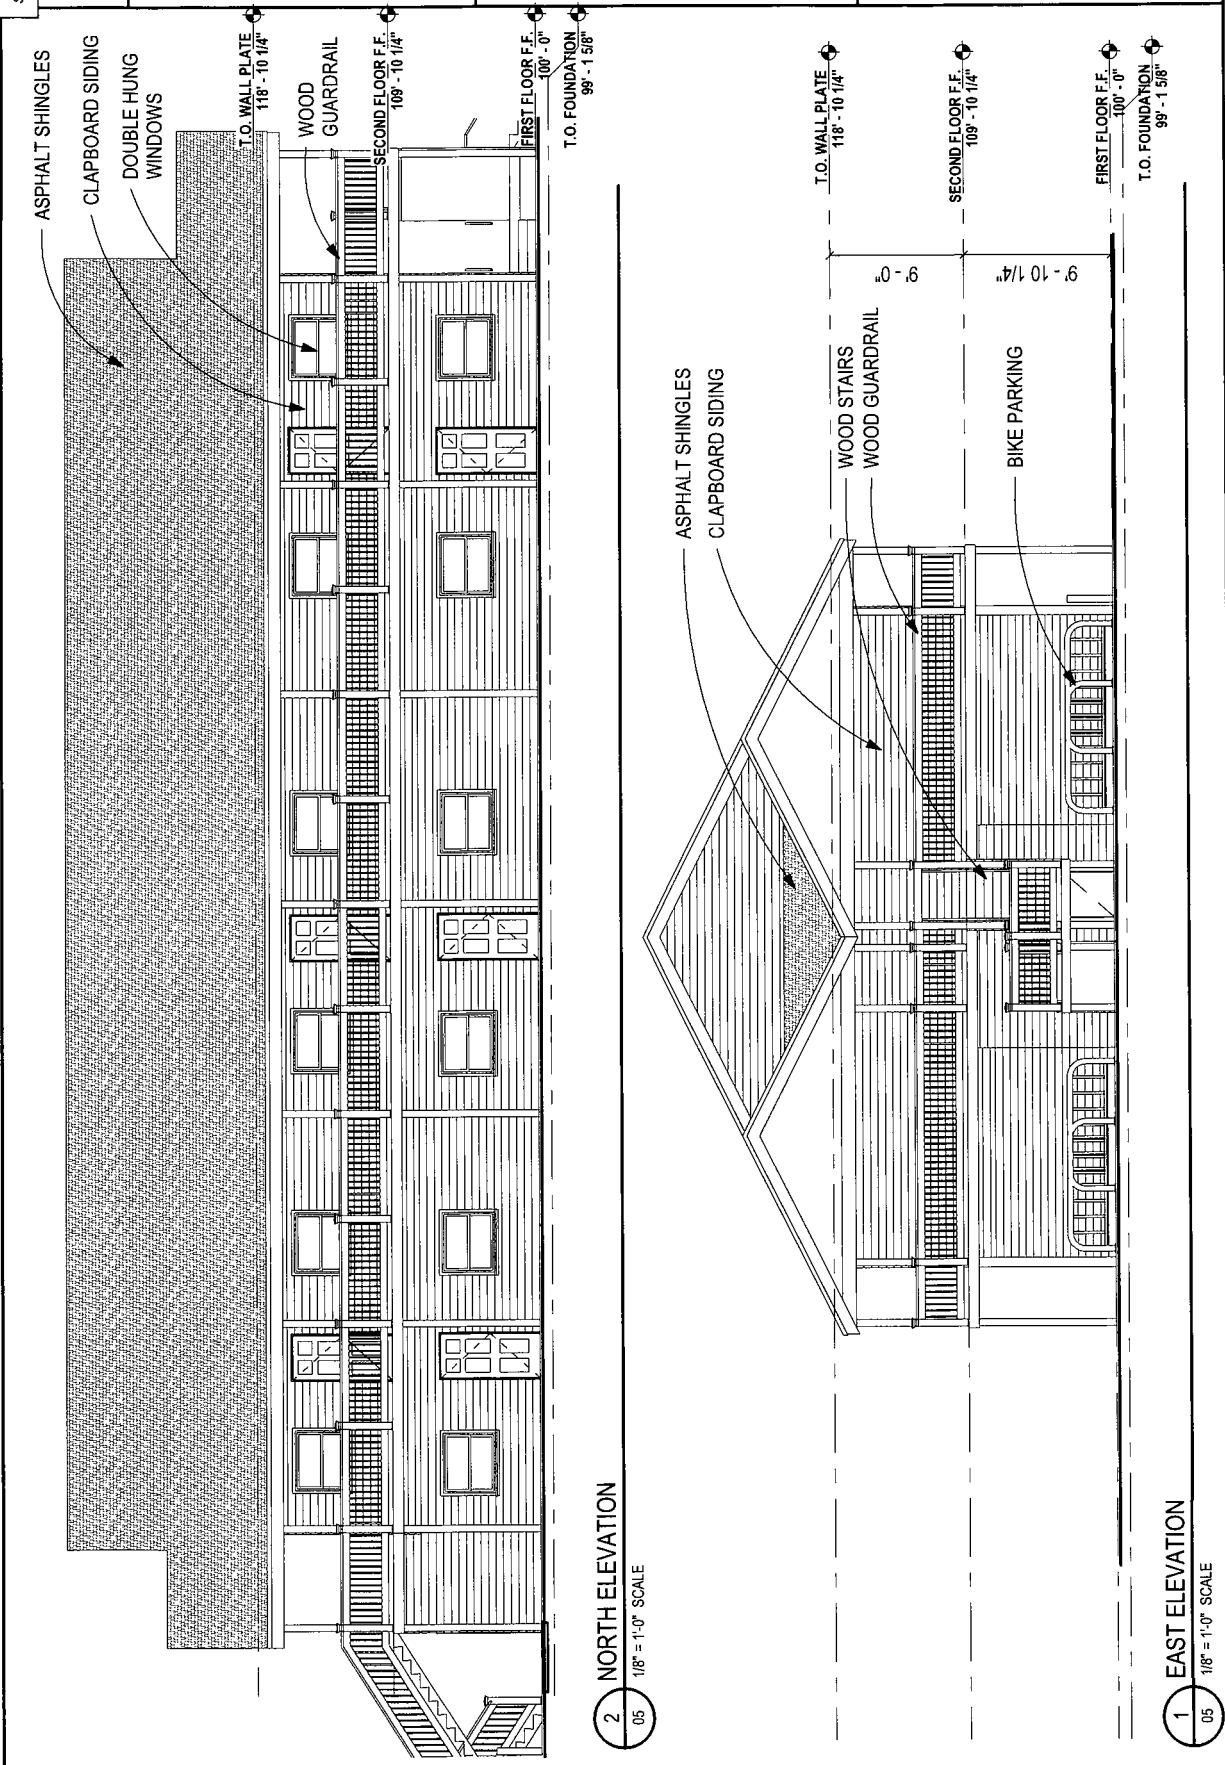 ASPHALT SHINGLES
CLAPBOARD SIDING
DOUBLE HUNG
WINDOWS
T.O. WALL PLATE
118' - 10 1/4"
WOOD
GUARDRAIL
SECOND FLOOR F.F.
109' - 10 1/4"
FIRST FLOOR F.F.
100' - 0"
T.O. FOUNDATION
99' - 1 5/8"
2
05
NORTH ELEVATION
1/8" = 1'-0" SCALE
ASPHALT SHINGLES
CLAPBOARD SIDING
T.O. WALL PLATE
118' - 10 1/4"
9' - 0"
WOOD STAIRS
WOOD GUARDRAIL
SECOND FLOOR F.F.
109' - 10 1/4"
9' - 10 1/4"
BIKE PARKING
FIRST FLOOR F.F.
100' - 0"
T.O. FOUNDATION
99' - 1 5/8"
1
05
EAST ELEVATION
1/8" = 1'-0" SCALE